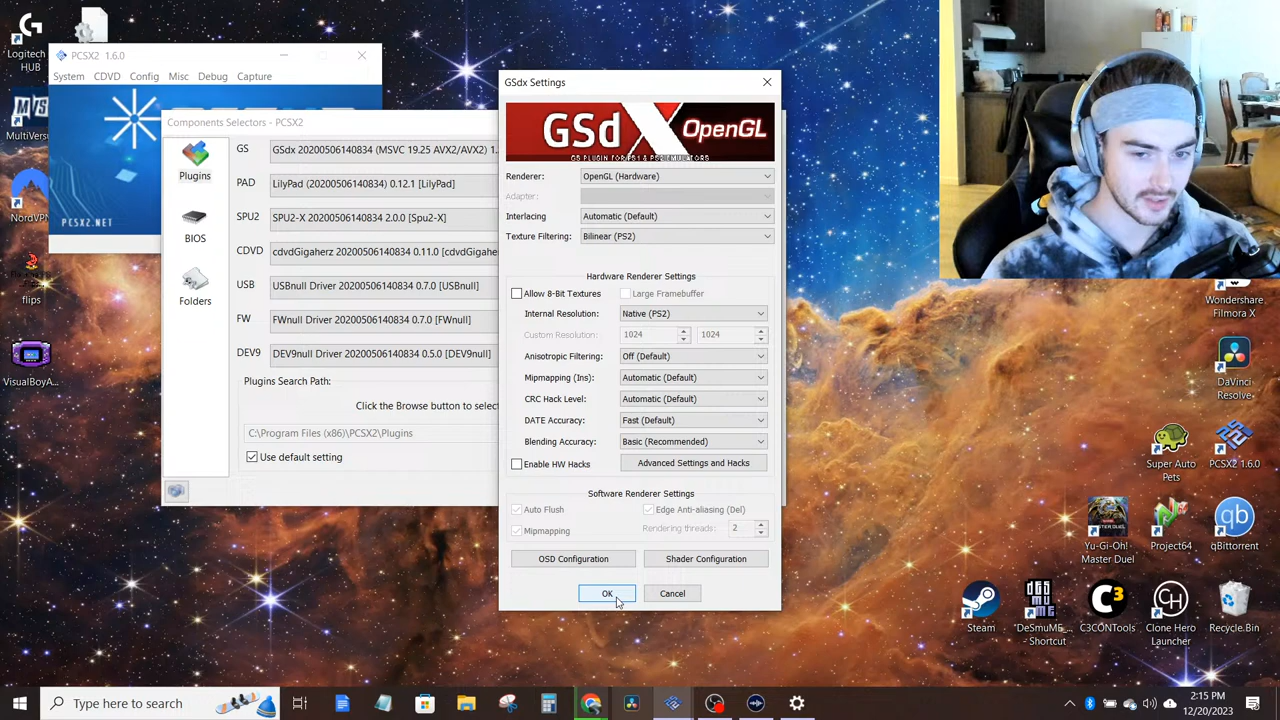 Logitech
HUB
MultiVersu
NordVPN
flips
VisualBoyA...
PCSX2 1.6.0
System CDVD Config Misc Debug Capture
PCSX2.NET
Components Selectors - PCSX2
Plugins
BIOS
Folders
GS GSdx 20200506140834 (MSVC 19.25 AVX2/AVX2) 1.
PAD LilyPad (20200506140834) 0.12.1 [LilyPad]
SPU2 SPU2-X 20200506140834 2.0.0 [Spu2-X]
CDVD cdvdGigaherz 20200506140834 0.11.0 [cdvdGigaherz
USB USBnull Driver 20200506140834 0.7.0 [USBnull]
FW FWnull Driver 20200506140834 0.7.0 [FWnull]
DEV9 DEV9null Driver 20200506140834 0.5.0 [DEV9null]
Plugins Search Path:
Click the Browse button to select
C:\Program Files (x86)\PCSX2\Plugins
Use default setting
GSdx Settings
GSdX OpenGL
GS PLUGIN FOR PS1 & PS2 EMULATORS
Renderer: OpenGL (Hardware)
Adapter:
Interlacing Automatic (Default)
Texture Filtering: Bilinear (PS2)
Hardware Renderer Settings
Allow 8-Bit Textures Large Framebuffer
Internal Resolution: Native (PS2)
Custom Resolution: 1024 1024
Anisotropic Filtering: Off (Default)
Mipmapping (Ins): Automatic (Default)
CRC Hack Level: Automatic (Default)
DATE Accuracy: Fast (Default)
Blending Accuracy: Basic (Recommended)
Enable HW Hacks Advanced Settings and Hacks
Software Renderer Settings
Auto Flush Edge Anti-aliasing (Del)
Mipmapping Rendering threads: 2
OSD Configuration Shader Configuration
OK Cancel
Wondershare
Filmora X
DaVinci
Resolve
Super Auto
Pets
PCSX2 1.6.0
Yu-Gi-Oh!
Master Duel
Project64
qBittorrent
Steam
"DeSmuME_...
- Shortcut
C3CONTools
Clone Hero
Launcher
Recycle Bin
Type here to search
2:15 PM
12/20/2023